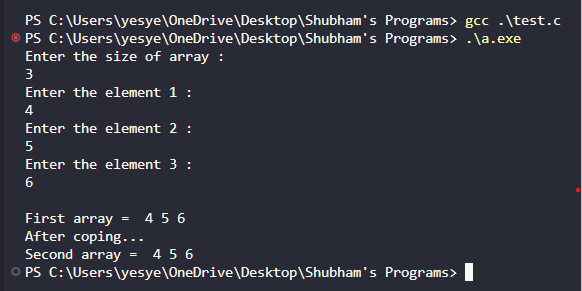 PS C:\Users\yesye\OneDrive\Desktop\Shubham's Programs> gcc .\test.c
PS C:\Users\yesye\OneDrive\Desktop\Shubham's Programs> .\a.exe
Enter the size of array :
3
Enter the element 1 :
4
Enter the element 2 :
5
Enter the element 3 :
6
First array =  4 5 6
After coping...
Second array =  4 5 6
PS C:\Users\yesye\OneDrive\Desktop\Shubham's Programs>